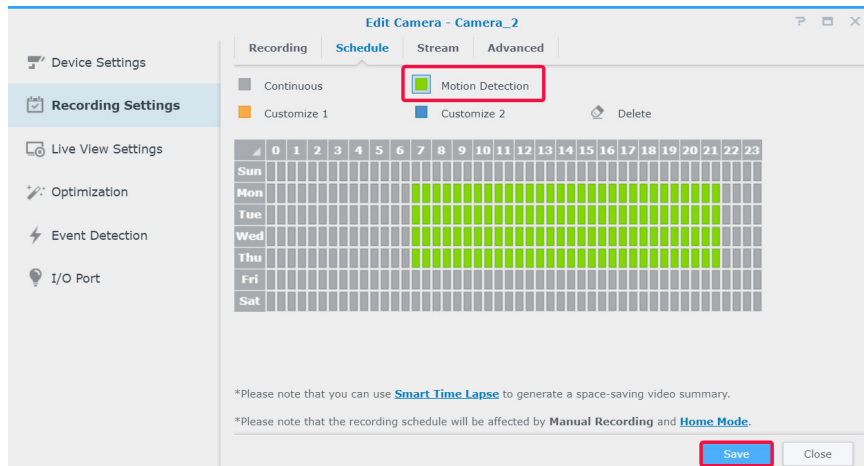 Edit Camera - Camera_2
Recording Schedule Stream Advanced
Device Settings
Recording Settings
Live View Settings
Optimization
Event Detection
I/O Port
Continuous Motion Detection
Customize 1 Customize 2 Delete
0 1 2 3 4 5 6 7 8 9 10 11 12 13 14 15 16 17 18 19 20 21 22 23
Sun
Mon
Tue
Wed
Thu
Fri
Sat
*Please note that you can use Smart Time Lapse to generate a space-saving video summary.
*Please note that the recording schedule will be affected by Manual Recording and Home Mode.
Save Close